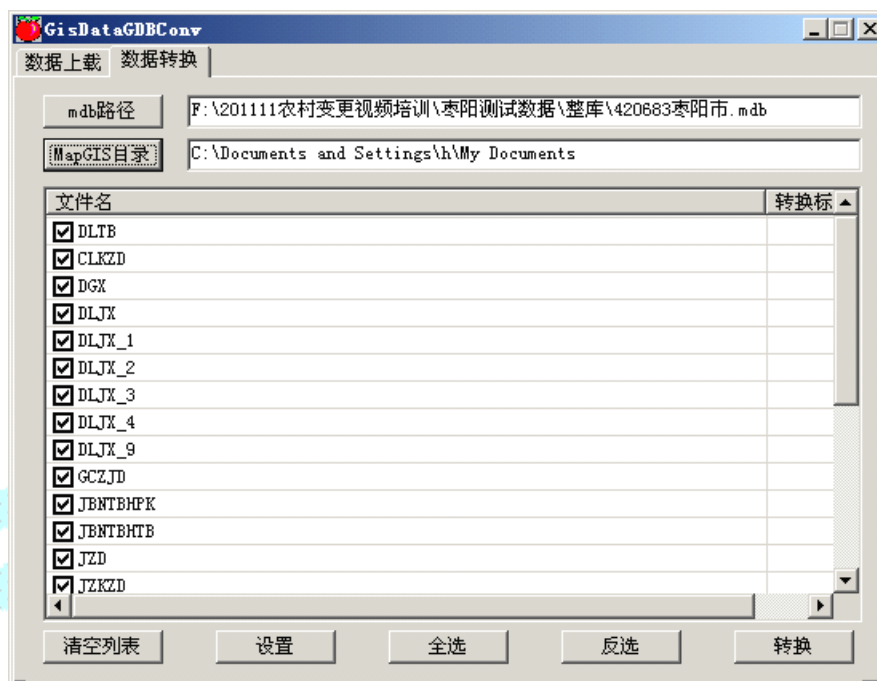 GisDataGDBConv
数据上载 数据转换
mdb路径 F:\201111农村变更视频培训\枣阳测试数据\整库\420683枣阳市.mdb
MapGIS目录 C:\Documents and Settings\h\My Documents
文件名 转换标
DLTB
CLKZD
DGX
DLJX
DLJX_1
DLJX_2
DLJX_3
DLJX_4
DLJX_9
GCZJD
JBNTBHPK
JBNTBHTB
JZD
JZKZD
清空列表 设置 全选 反选 转换